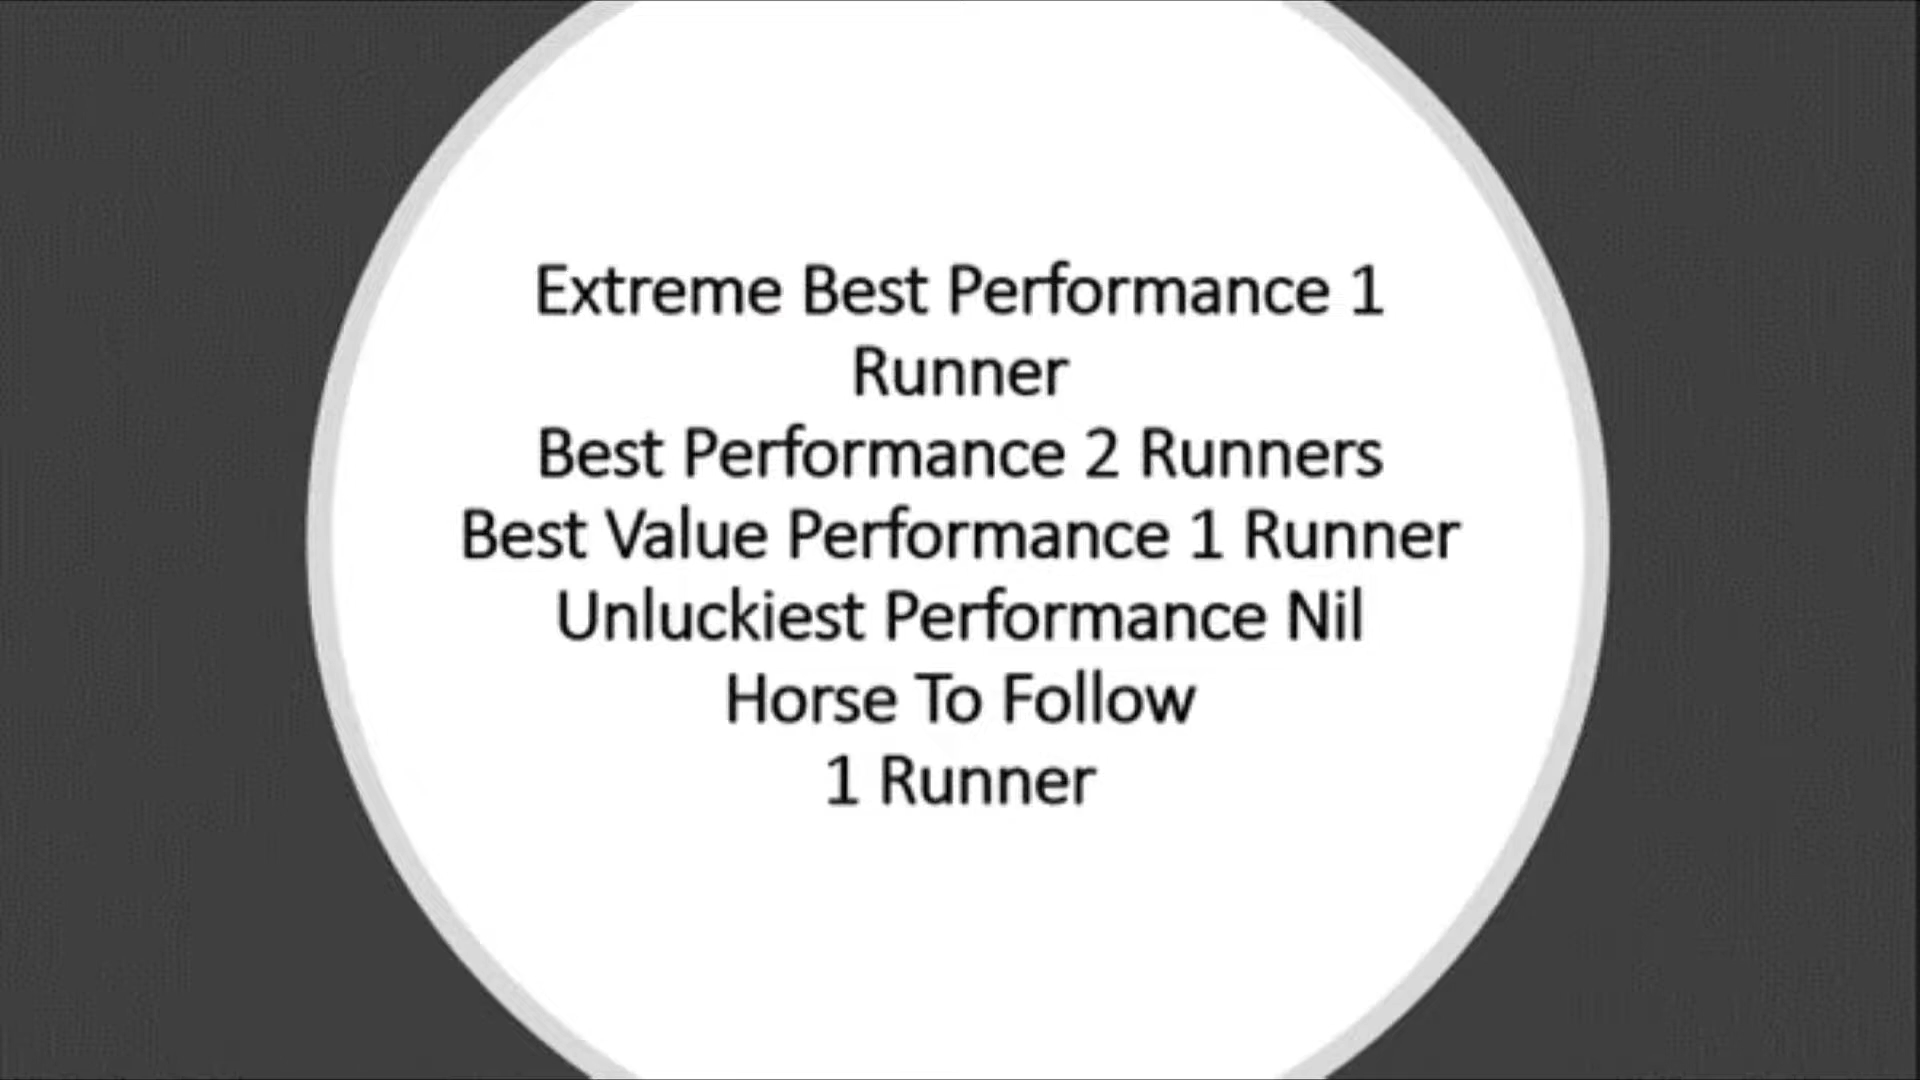 Extreme Best Performance 1
Runner
Best Performance 2 Runners
Best Value Performance 1 Runner
Unluckiest Performance Nil
Horse To Follow
1 Runner